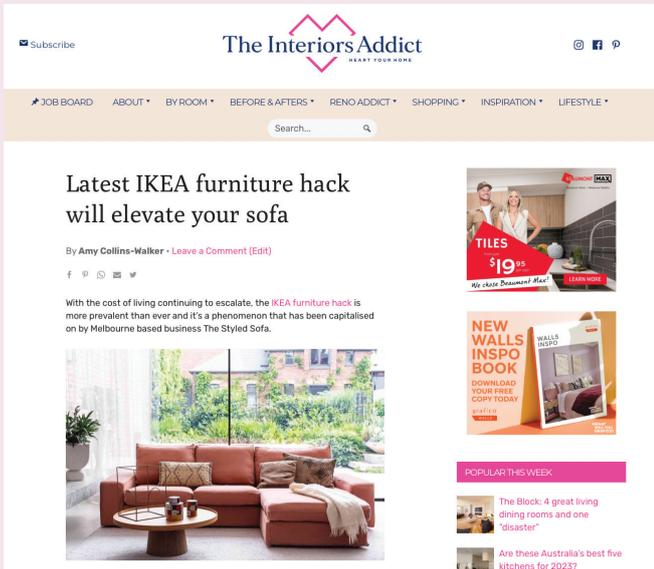 Subscribe
The Interiors Addict
HEART YOUR HOME
JOB BOARD ABOUT BY ROOM BEFORE & AFTERS RENO ADDICT SHOPPING INSPIRATION LIFESTYLE
Search...
Latest IKEA furniture hack
will elevate your sofa
By Amy Collins-Walker • Leave a Comment (Edit)
With the cost of living continuing to escalate, the IKEA furniture hack is
more prevalent than ever and it's a phenomenon that has been capitalised
on by Melbourne based business The Styled Sofa.
BEAUMONT MAX
TILES
$19.95
We chose Beaumont Max!
LEARN MORE
NEW
WALLS
INSPO
BOOK
DOWNLOAD
YOUR FREE
COPY TODAY
grafico
WALLS
WALLS
INSPO
POPULAR THIS WEEK
The Block: 4 great living
dining rooms and one
"disaster"
Are these Australia's best five
kitchens for 2023?